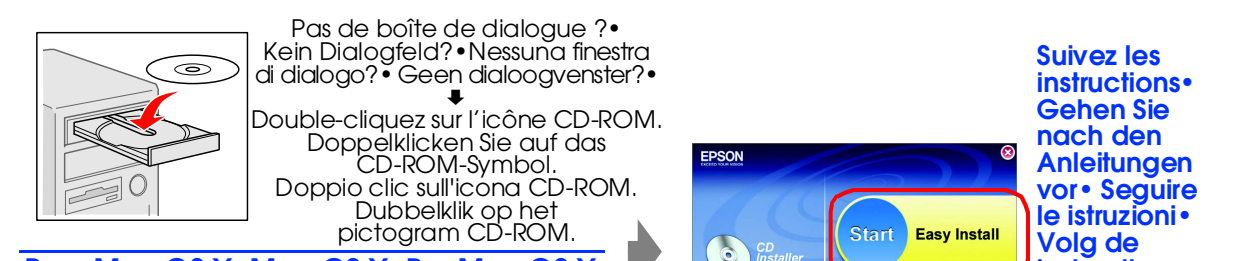 Pas de boîte de dialogue ?•
Kein Dialogfeld?•Nessuna finestra
di dialogo?• Geen dialoogvenster?•
Double-cliquez sur l’icône CD-ROM.
Doppelklicken Sie auf das
CD-ROM-Symbol.
Doppio clic sull'icona CD-ROM.
Dubbelklik op het
pictogram CD-ROM.
EPSON
EXCEED YOUR VISION
CD
Installer
Start
Easy Install
Suivez les
instructions•
Gehen Sie
nach den
Anleitungen
vor• Seguire
le istruzioni•
Volg de